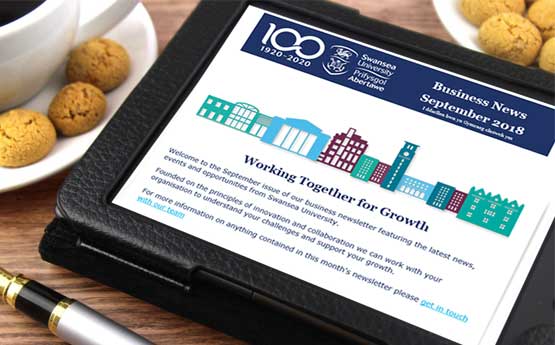 100
1920-2020
Swansea
University
Prifysgol
Abertawe
Business News
September 2018
Working Together for Growth
Welcome to the September issue of our business newsletter featuring the latest news,
events and opportunities from Swansea University.
Founded on the principles of innovation and collaboration we can work with your
organisation to understand your challenges and support your growth.
For more information on anything contained in this month's newsletter please get in touch
with our team